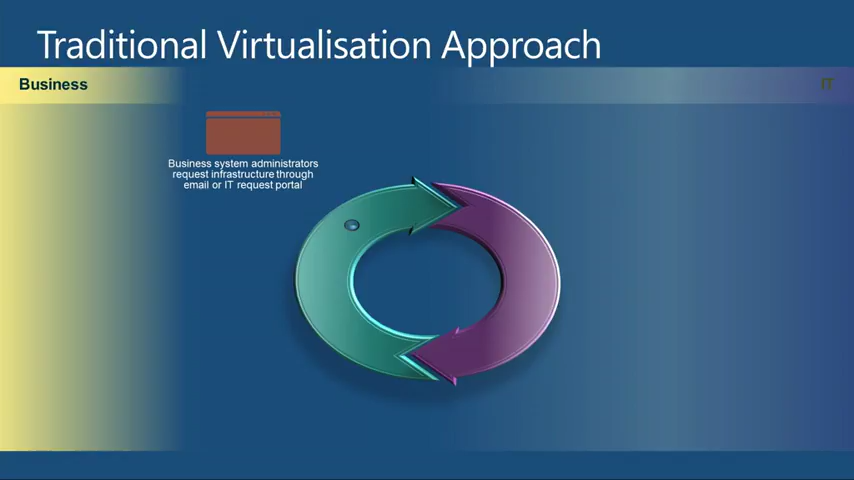 Traditional Virtualisation Approach
Business
IT
Business system administrators
request infrastructure through
email or IT request portal